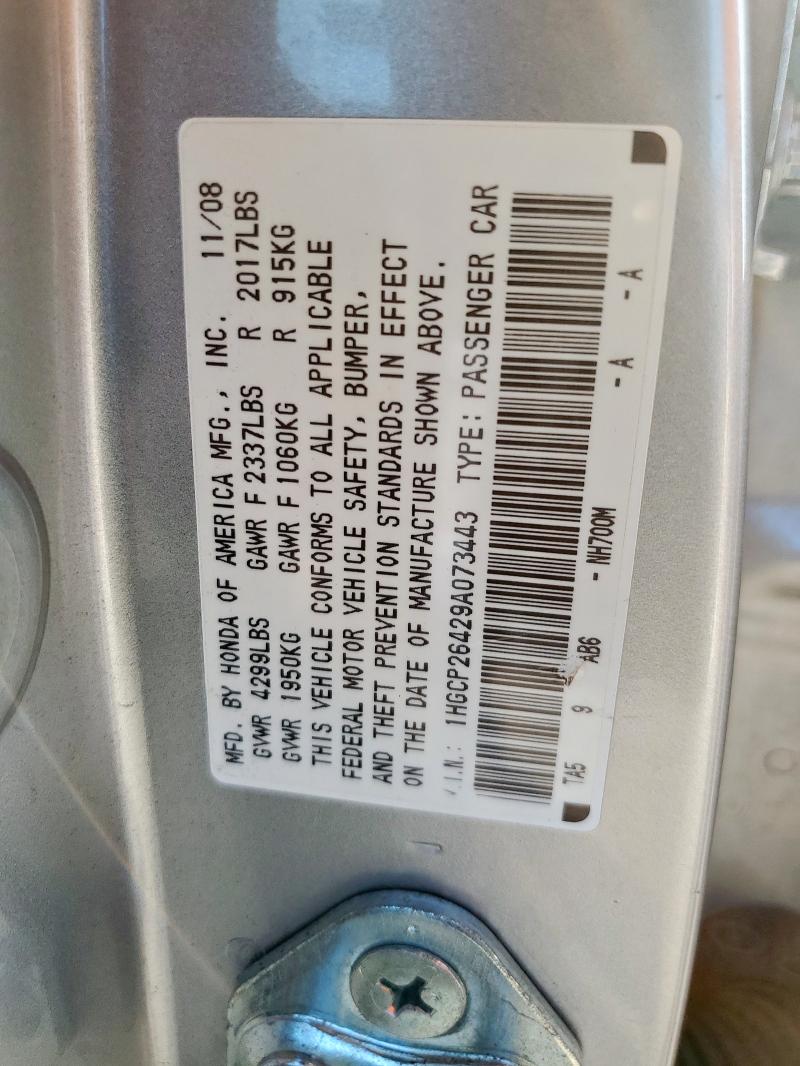 MFD. BY HONDA OF AMERICA MFG., INC. 11/08
GVWR 4299LBS GAWR F 2337LBS R 2017LBS
GVWR 1950KG GAWR F 1060KG R 915KG
THIS VEHICLE CONFORMS TO ALL APPLICABLE
FEDERAL MOTOR VEHICLE SAFETY, BUMPER,
AND THEFT PREVENTION STANDARDS IN EFFECT
ON THE DATE OF MANUFACTURE SHOWN ABOVE.
V.I.N.: 1HGCP26429A073443 TYPE: PASSENGER CAR
TA5 9 AB6 - NH700M - A - A